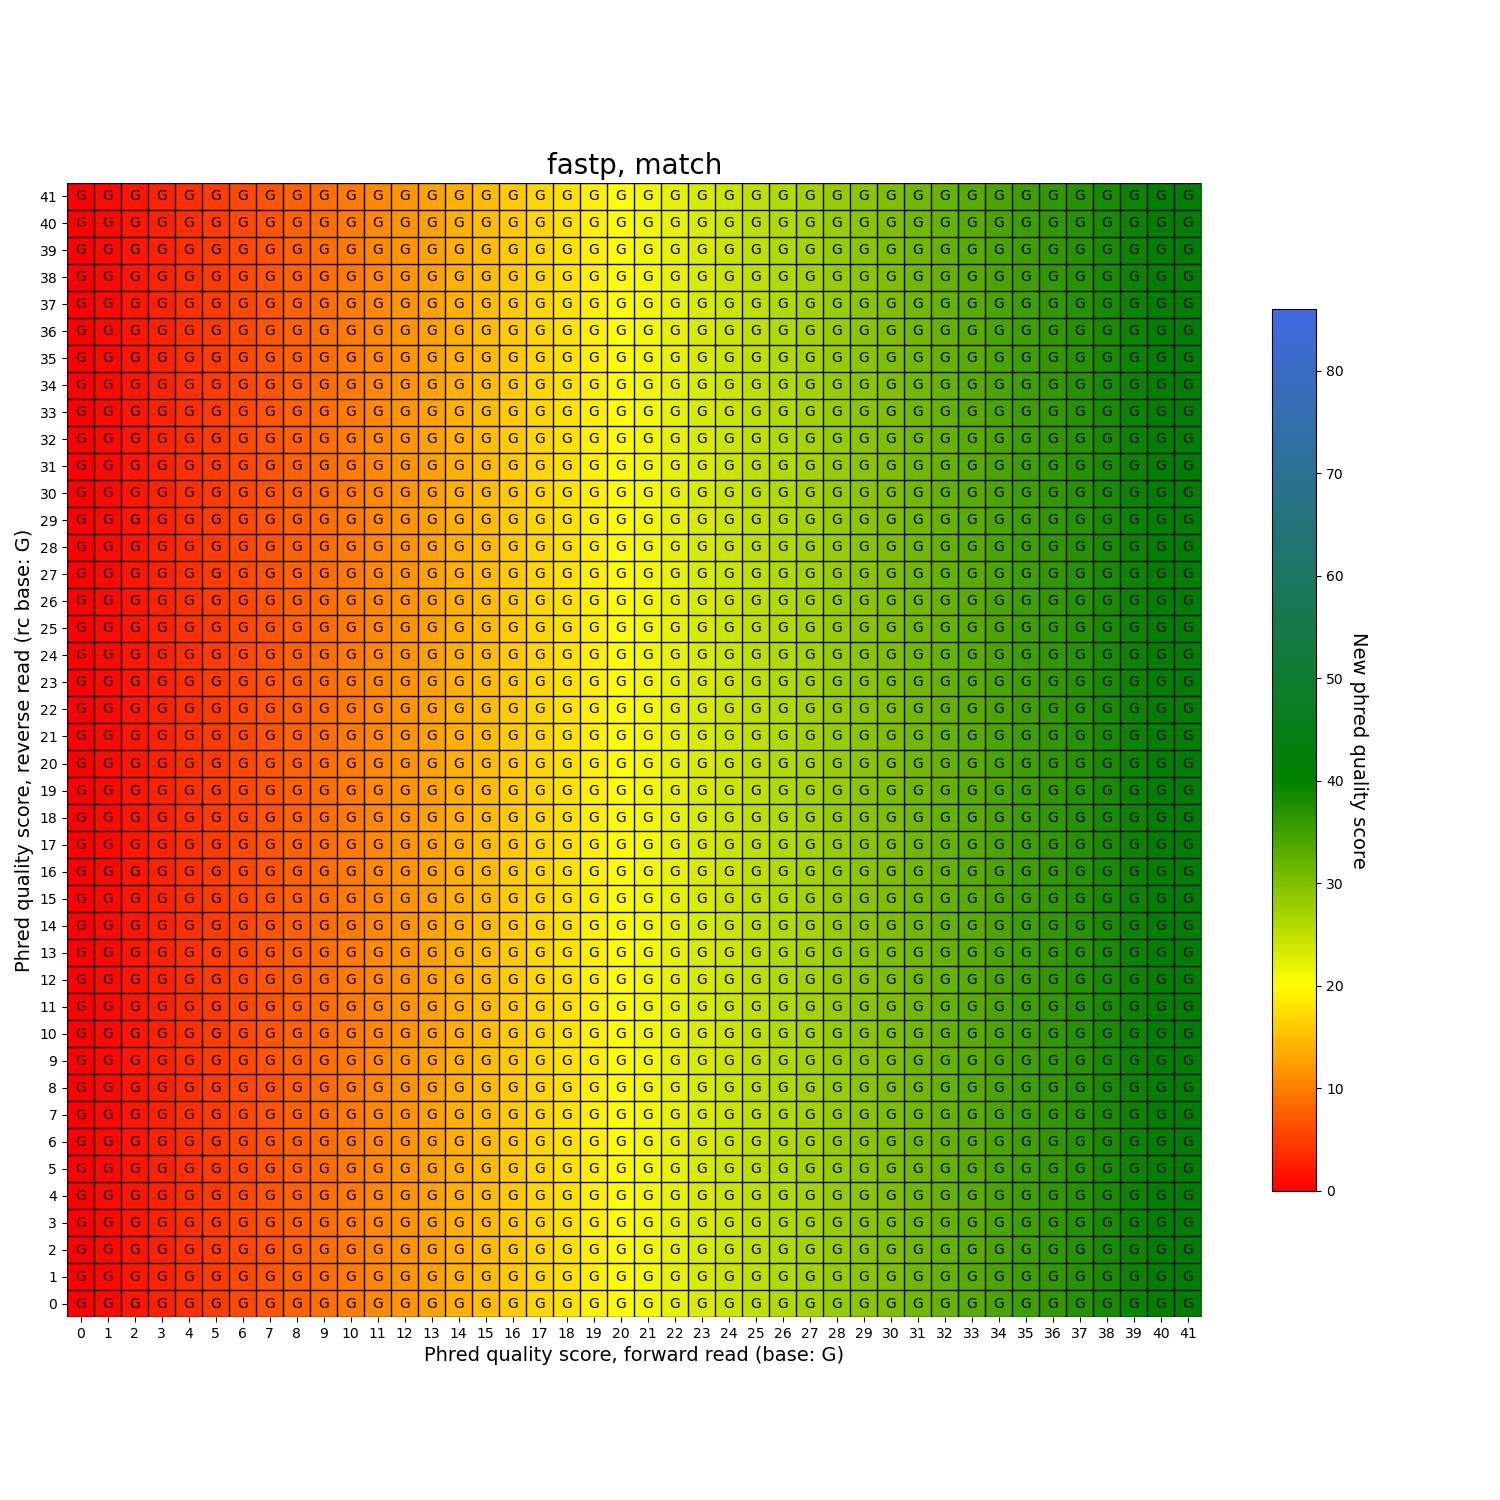 fastp, match
41 G G G G G G G G G G G G G G G G G G G G G G G G G G G G G G G G G G G G G G G G G G
40 G G G G G G G G G G G G G G G G G G G G G G G G G G G G G G G G G G G G G G G G G G
39 G G G G G G G G G G G G G G G G G G G G G G G G G G G G G G G G G G G G G G G G G G
38 G G G G G G G G G G G G G G G G G G G G G G G G G G G G G G G G G G G G G G G G G G
37 G G G G G G G G G G G G G G G G G G G G G G G G G G G G G G G G G G G G G G G G G G
36 G G G G G G G G G G G G G G G G G G G G G G G G G G G G G G G G G G G G G G G G G G
35 G G G G G G G G G G G G G G G G G G G G G G G G G G G G G G G G G G G G G G G G G G
34 G G G G G G G G G G G G G G G G G G G G G G G G G G G G G G G G G G G G G G G G G G
33 G G G G G G G G G G G G G G G G G G G G G G G G G G G G G G G G G G G G G G G G G G
32 G G G G G G G G G G G G G G G G G G G G G G G G G G G G G G G G G G G G G G G G G G
31 G G G G G G G G G G G G G G G G G G G G G G G G G G G G G G G G G G G G G G G G G G
30 G G G G G G G G G G G G G G G G G G G G G G G G G G G G G G G G G G G G G G G G G G
29 G G G G G G G G G G G G G G G G G G G G G G G G G G G G G G G G G G G G G G G G G G
28 G G G G G G G G G G G G G G G G G G G G G G G G G G G G G G G G G G G G G G G G G G
27 G G G G G G G G G G G G G G G G G G G G G G G G G G G G G G G G G G G G G G G G G G
26 G G G G G G G G G G G G G G G G G G G G G G G G G G G G G G G G G G G G G G G G G G
25 G G G G G G G G G G G G G G G G G G G G G G G G G G G G G G G G G G G G G G G G G G
24 G G G G G G G G G G G G G G G G G G G G G G G G G G G G G G G G G G G G G G G G G G
23 G G G G G G G G G G G G G G G G G G G G G G G G G G G G G G G G G G G G G G G G G G
22 G G G G G G G G G G G G G G G G G G G G G G G G G G G G G G G G G G G G G G G G G G
21 G G G G G G G G G G G G G G G G G G G G G G G G G G G G G G G G G G G G G G G G G G
20 G G G G G G G G G G G G G G G G G G G G G G G G G G G G G G G G G G G G G G G G G G
19 G G G G G G G G G G G G G G G G G G G G G G G G G G G G G G G G G G G G G G G G G G
18 G G G G G G G G G G G G G G G G G G G G G G G G G G G G G G G G G G G G G G G G G G
17 G G G G G G G G G G G G G G G G G G G G G G G G G G G G G G G G G G G G G G G G G G
16 G G G G G G G G G G G G G G G G G G G G G G G G G G G G G G G G G G G G G G G G G G
15 G G G G G G G G G G G G G G G G G G G G G G G G G G G G G G G G G G G G G G G G G G
14 G G G G G G G G G G G G G G G G G G G G G G G G G G G G G G G G G G G G G G G G G G
13 G G G G G G G G G G G G G G G G G G G G G G G G G G G G G G G G G G G G G G G G G G
12 G G G G G G G G G G G G G G G G G G G G G G G G G G G G G G G G G G G G G G G G G G
11 G G G G G G G G G G G G G G G G G G G G G G G G G G G G G G G G G G G G G G G G G G
10 G G G G G G G G G G G G G G G G G G G G G G G G G G G G G G G G G G G G G G G G G G
9 G G G G G G G G G G G G G G G G G G G G G G G G G G G G G G G G G G G G G G G G G G
8 G G G G G G G G G G G G G G G G G G G G G G G G G G G G G G G G G G G G G G G G G G
7 G G G G G G G G G G G G G G G G G G G G G G G G G G G G G G G G G G G G G G G G G G
6 G G G G G G G G G G G G G G G G G G G G G G G G G G G G G G G G G G G G G G G G G G
5 G G G G G G G G G G G G G G G G G G G G G G G G G G G G G G G G G G G G G G G G G G
4 G G G G G G G G G G G G G G G G G G G G G G G G G G G G G G G G G G G G G G G G G G
3 G G G G G G G G G G G G G G G G G G G G G G G G G G G G G G G G G G G G G G G G G G
2 G G G G G G G G G G G G G G G G G G G G G G G G G G G G G G G G G G G G G G G G G G
1 G G G G G G G G G G G G G G G G G G G G G G G G G G G G G G G G G G G G G G G G G G
0 G G G G G G G G G G G G G G G G G G G G G G G G G G G G G G G G G G G G G G G G G G
0 1 2 3 4 5 6 7 8 9 10 11 12 13 14 15 16 17 18 19 20 21 22 23 24 25 26 27 28 29 30 31 32 33 34 35 36 37 38 39 40 41
Phred quality score, forward read (base: G)
Phred quality score, reverse read (rc base: G)
80
70
60
50
40
30
20
10
0
New phred quality score